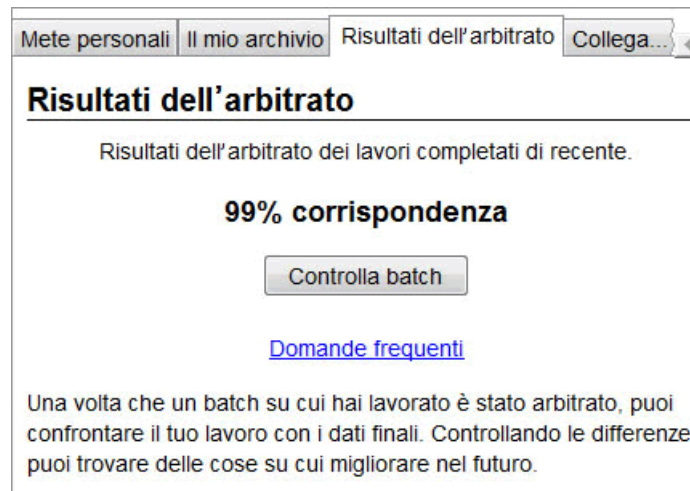 Mete personali Il mio archivio Risultati dell'arbitrato Collega...
Risultati dell'arbitrato
Risultati dell'arbitrato dei lavori completati di recente.
99% corrispondenza
Controlla batch
Domande frequenti
Una volta che un batch su cui hai lavorato è stato arbitrato, puoi
confrontare il tuo lavoro con i dati finali. Controllando le differenze
puoi trovare delle cose su cui migliorare nel futuro.